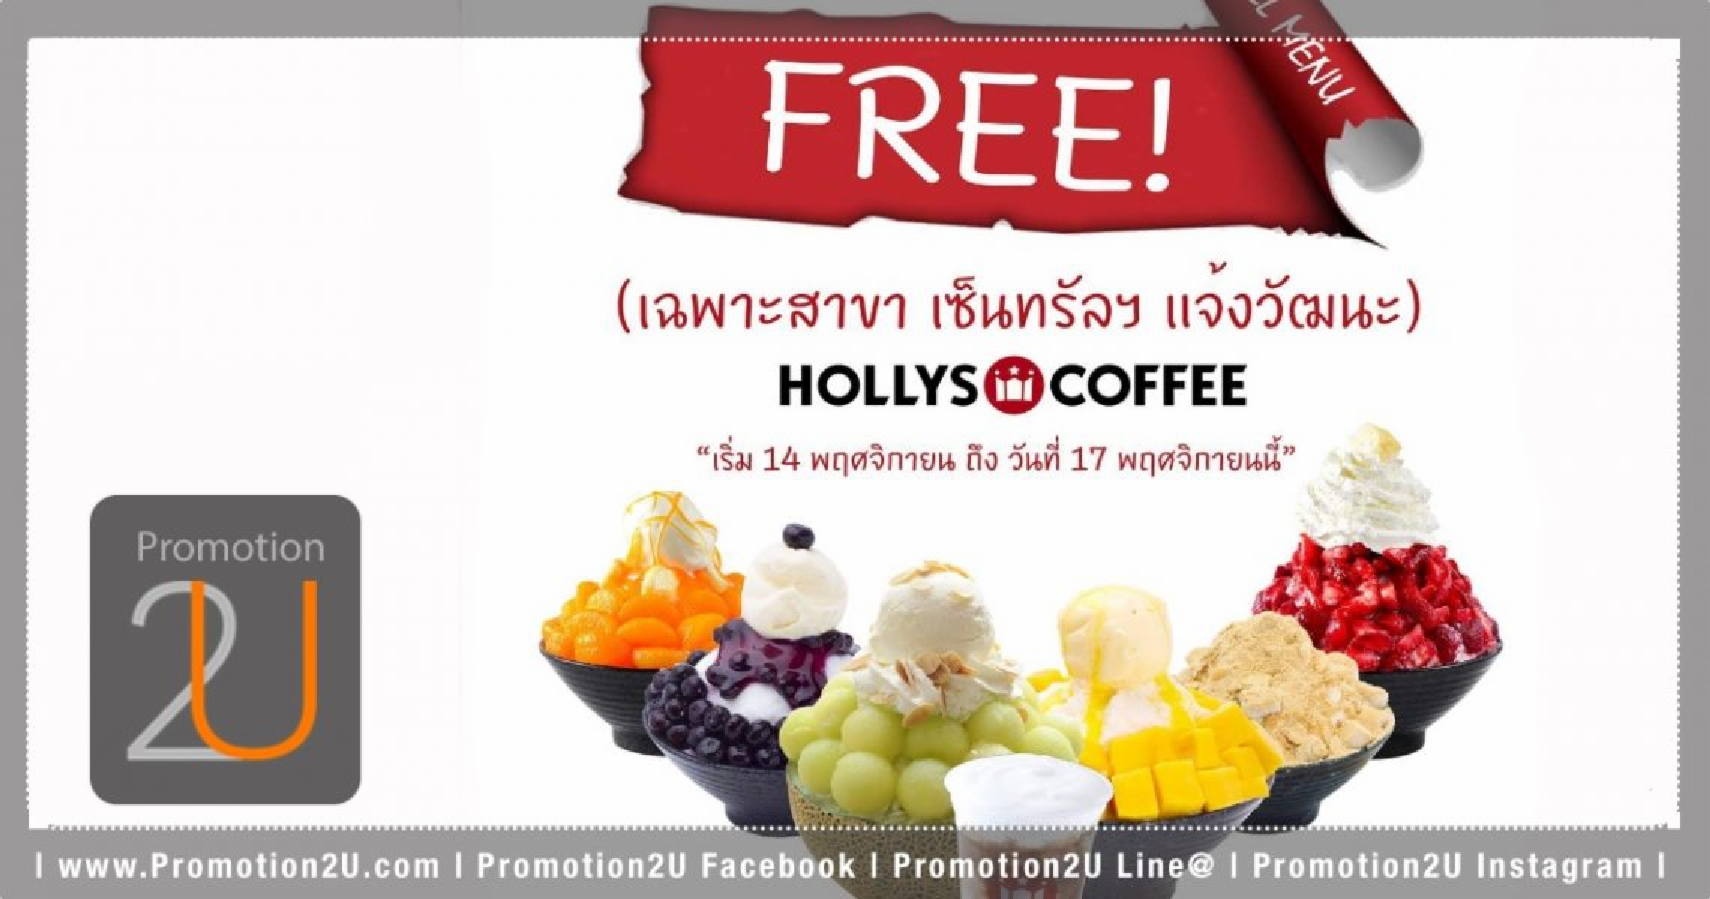 MENU
FREE!
(เฉพาะสาขา เซ็นทรัลฯ แจ้งวัฒนะ)
HOLLYS COFFEE
“เริ่ม 14 พฤศจิกายน ถึง วันที่ 17 พฤศจิกายนนี้”
Promotion
2U
| www.Promotion2U.com | Promotion2U Facebook | Promotion2U Line@ | Promotion2U Instagram |